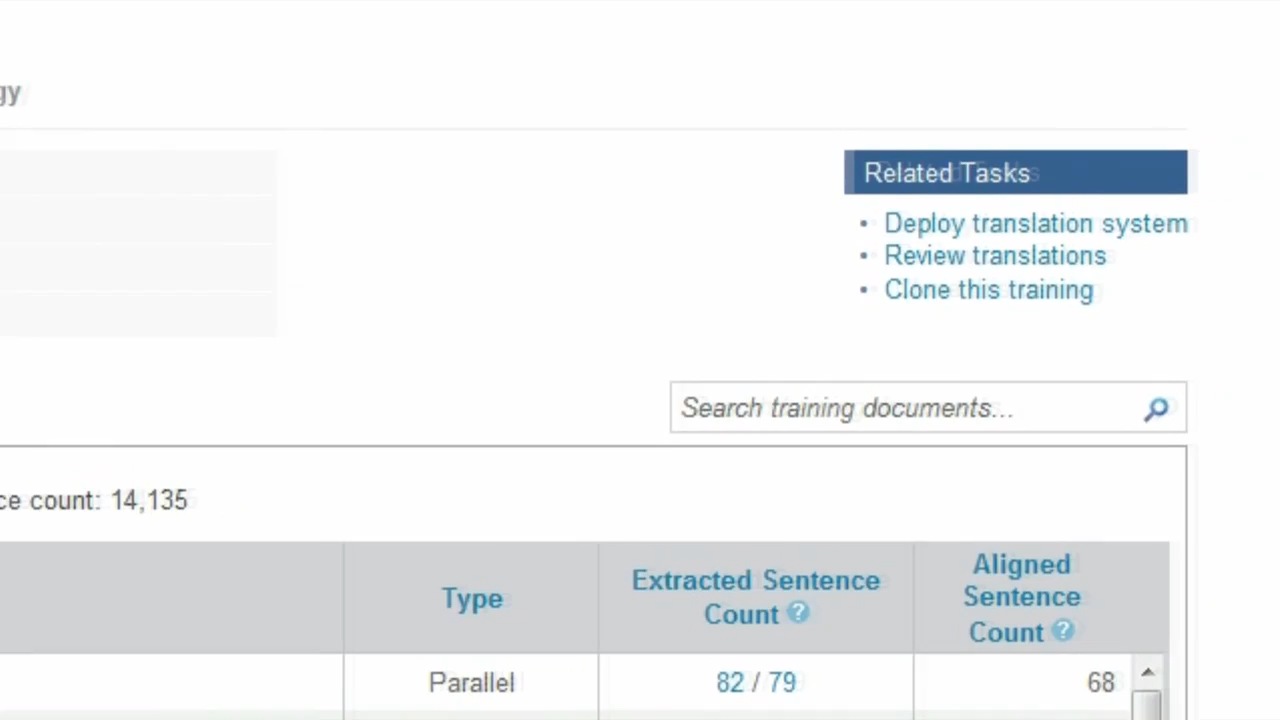 gy
Related Tasks
• Deploy translation system
• Review translations
• Clone this training
Search training documents...
ce count: 14,135
Type
Extracted Sentence
Count ?
Aligned
Sentence
Count ?
Parallel
82 / 79
68